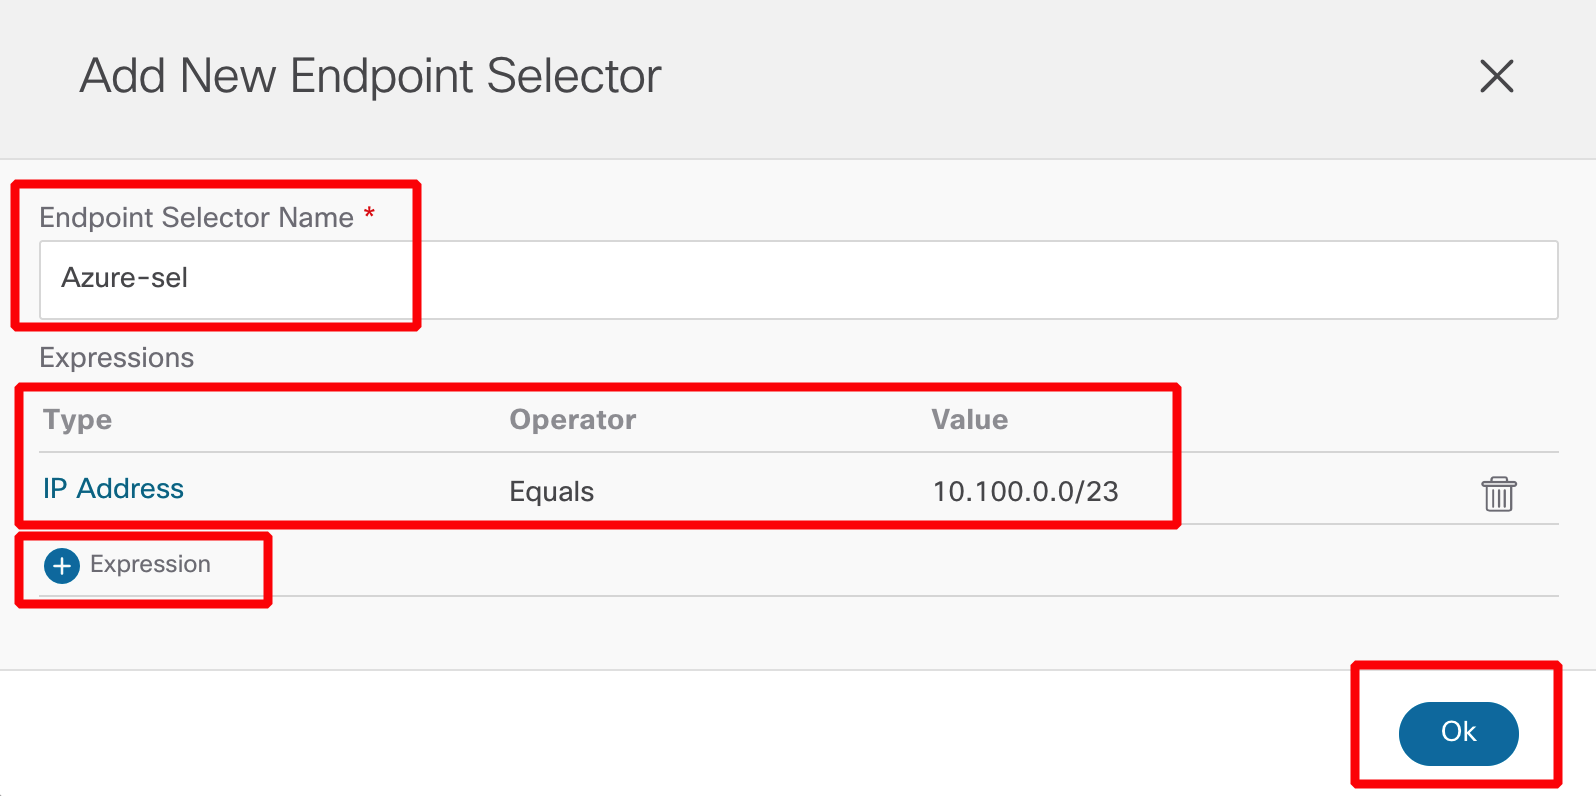 Add New Endpoint Selector
Endpoint Selector Name *
Azure-sel
Expressions
Type Operator Value
IP Address Equals 10.100.0.0/23
Expression
Ok